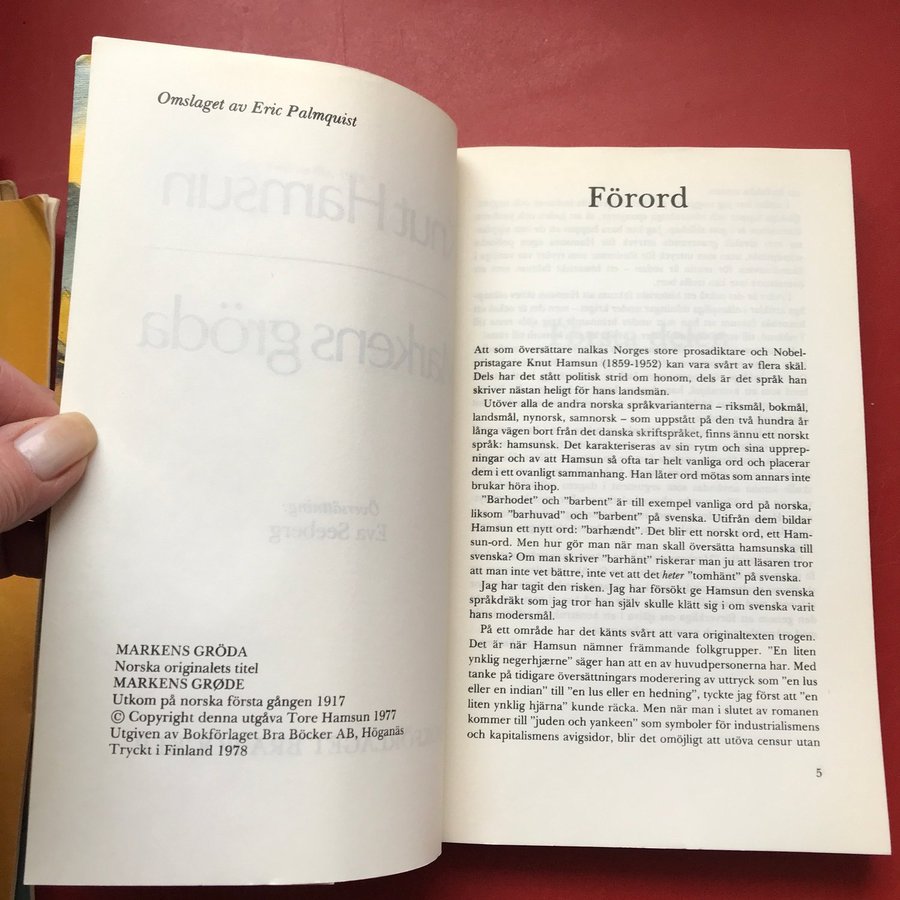 Omslaget av Eric Palmquist
Knut Hamsun
Markens gröda
Översättning:
Eva Seeberg
MARKENS GRÖDA
Norska originalets titel
MARKENS GRØDE
Utkom på norska första gången 1917
© Copyright denna utgåva Tore Hamsun 1977
Utgiven av Bokförlaget Bra Böcker AB, Höganäs
Tryckt i Finland 1978
Förord
Att som översättare nalkas Norges store prosadiktare och Nobel-
pristagare Knut Hamsun (1859-1952) kan vara svårt av flera skäl.
Dels har det stått politisk strid om honom, dels är det språk han
skriver nästan heligt för hans landsmän.
Utöver alla de andra norska språkvarianterna – riksmål, bokmål,
landsmål, nynorsk, samnorsk – som uppstått på den två hundra år
långa vägen bort från det danska skriftspråket, finns ännu ett norskt
språk: hamsunsk. Det karakteriseras av sin rytm och sina upprep-
ningar och av att Hamsun så ofta tar helt vanliga ord och placerar
dem i ett ovanligt sammanhang. Han låter ord mötas som annars inte
brukar höra ihop.
"Barhodet" och "barbent" är till exempel vanliga ord på norska,
liksom "barhuvad" och "barbent" på svenska. Utifrån dem bildar
Hamsun ett nytt ord: "barhændt". Det blir ett norskt ord, ett Ham-
sun-ord. Men hur gör man när man skall översätta hamsunska till
svenska? Om man skriver "barhänt" riskerar man ju att läsaren tror
att man inte vet bättre, inte vet att det heter "tomhänt" på svenska.
Jag har tagit den risken. Jag har försökt ge Hamsun den svenska
språkdräkt som jag tror han själv skulle klätt sig i om svenska varit
hans modersmål.
På ett område har det känts svårt att vara originaltexten trogen.
Det är när Hamsun nämner främmande folkgrupper. "En liten
ynklig negerhjærne" säger han att en av huvudpersonerna har. Med
tanke på tidigare översättningars moderering av uttryck som "en lus
eller en indian" till "en lus eller en hedning", tyckte jag först att "en
liten ynklig hjärna" kunde räcka. Men när man i slutet av romanen
kommer till "juden och yankeen" som symboler för industrialismens
och kapitalismens avigsidor, blir det omöjligt att utöva censur utan
5